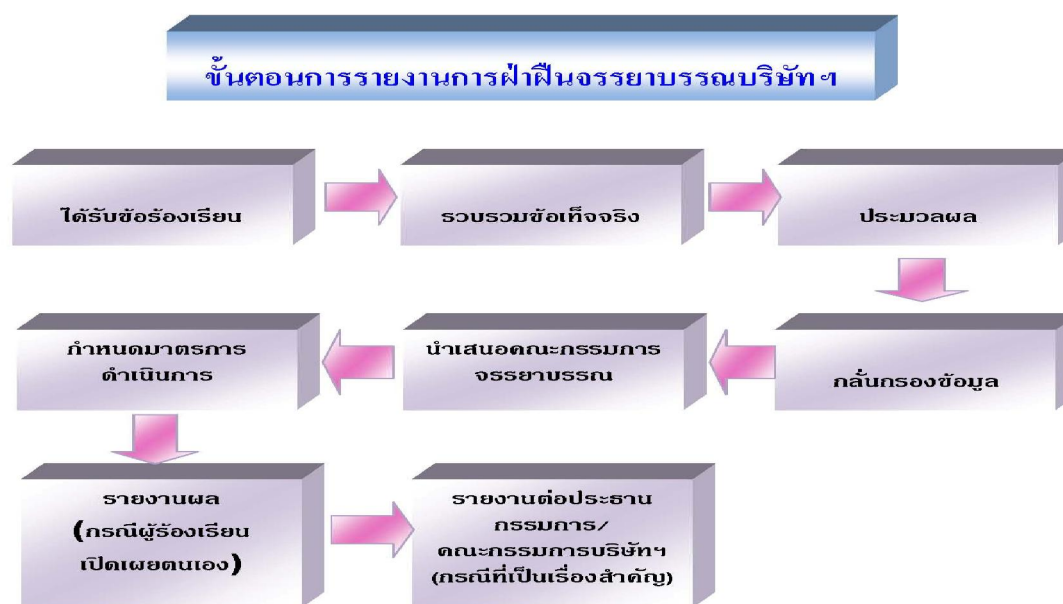 ขั้นตอนการรายงานการฝ่าฝืนจรรยาบรรณบริษัทฯ
ได้รับข้อร้องเรียน
รวบรวมข้อเท็จจริง
ประมวลผล
กลั่นกรองข้อมูล
นำเสนอคณะกรรมการ
จรรยาบรรณ
กำหนดมาตรการ
ดำเนินการ
รายงานผล
(กรณีผู้ร้องเรียน
เปิดเผยตนเอง)
รายงานต่อประธาน
กรรมการ/
คณะกรรมการบริษัทฯ
(กรณีที่เป็นเรื่องสำคัญ)